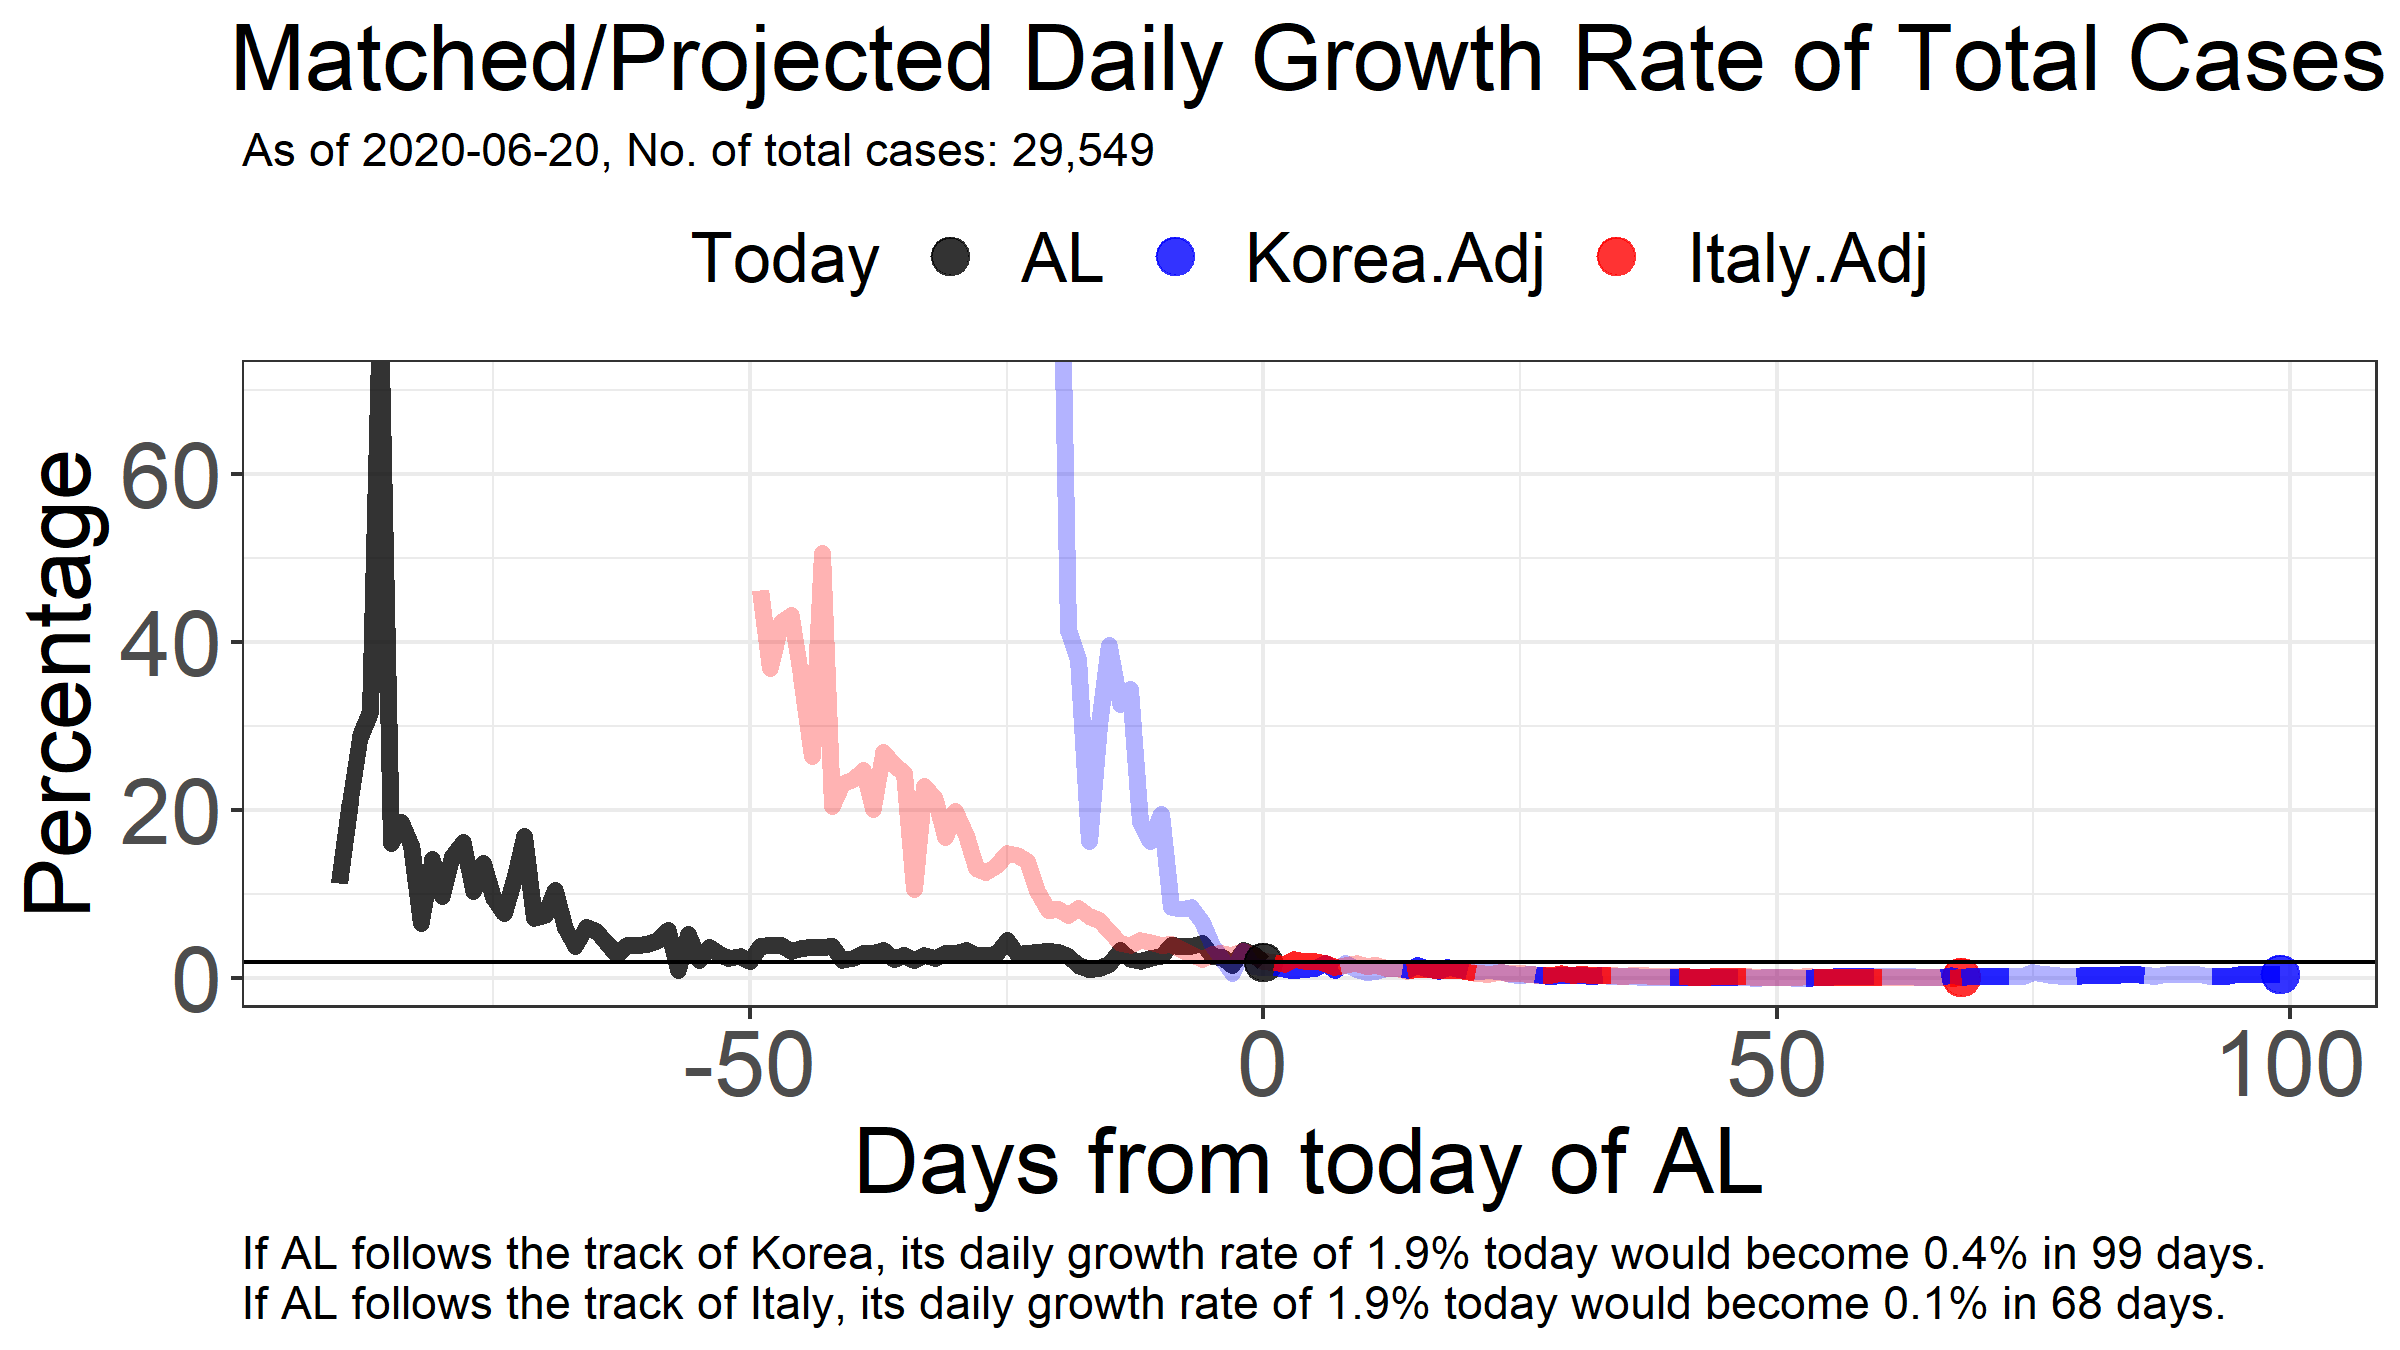 Matched/Projected Daily Growth Rate of Total Cases
As of 2020-06-20, No. of total cases: 29,549
Today AL Korea.Adj Italy.Adj
Percentage
60
40
20
0
-50 0 50 100
Days from today of AL
If AL follows the track of Korea, its daily growth rate of 1.9% today would become 0.4% in 99 days.
If AL follows the track of Italy, its daily growth rate of 1.9% today would become 0.1% in 68 days.